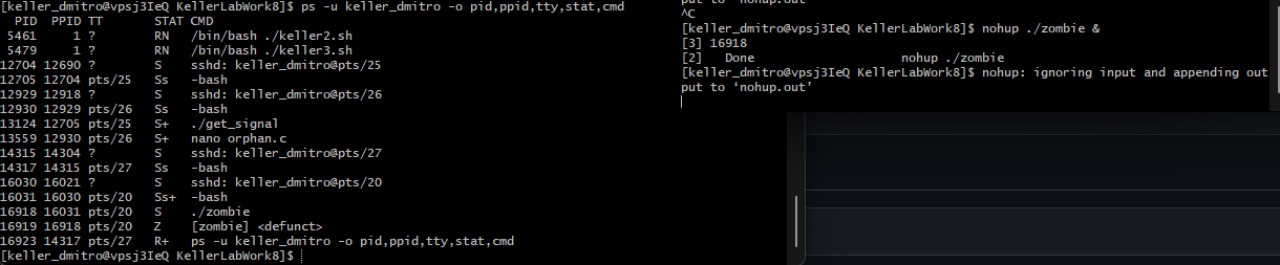 [keller_dmitro@vpsj3IeQ KellerLabWork8]$ ps -u keller_dmitro -o pid,ppid,tty,stat,cmd
PID PPID TT STAT CMD
5461 1 ? RN /bin/bash ./keller2.sh
5479 1 ? RN /bin/bash ./keller3.sh
12704 12690 ? S sshd: keller_dmitro@pts/25
12705 12704 pts/25 Ss -bash
12929 12918 ? S sshd: keller_dmitro@pts/26
12930 12929 pts/26 Ss -bash
13124 12705 pts/25 S+ ./get_signal
13559 12930 pts/26 S+ nano orphan.c
14315 14304 ? S sshd: keller_dmitro@pts/27
14317 14315 pts/27 Ss -bash
16030 16021 ? S sshd: keller_dmitro@pts/20
16031 16030 pts/20 Ss+ -bash
16918 16031 pts/20 S ./zombie
16919 16918 pts/20 Z [zombie] <defunct>
16923 14317 pts/27 R+ ps -u keller_dmitro -o pid,ppid,tty,stat,cmd
[keller_dmitro@vpsj3IeQ KellerLabWork8]$
put to 'nohup.out'
^C
[keller_dmitro@vpsj3IeQ KellerLabWork8]$ nohup ./zombie &
[3] 16918
[2] Done nohup ./zombie
[keller_dmitro@vpsj3IeQ KellerLabWork8]$ nohup: ignoring input and appending out
put to 'nohup.out'